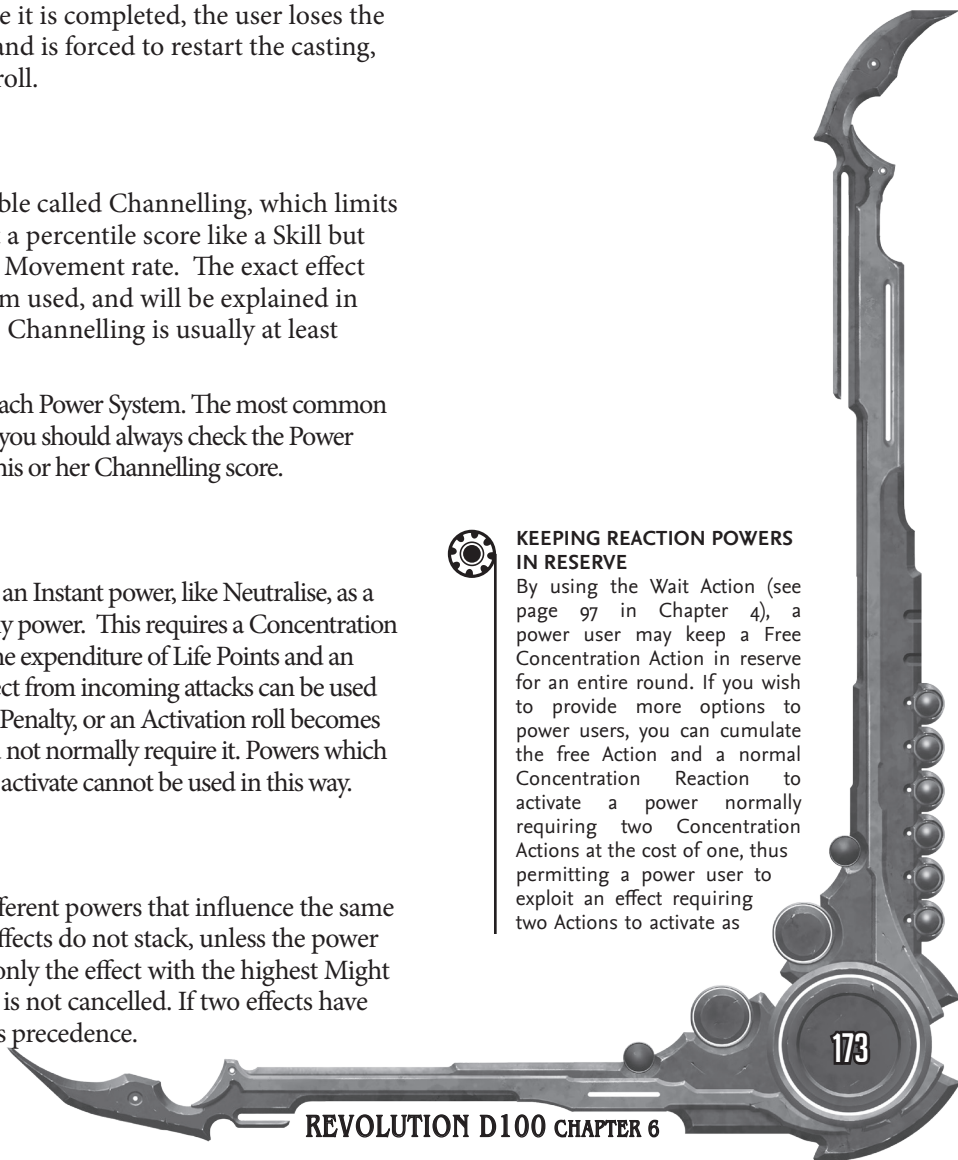 e it is completed, the user loses the
and is forced to restart the casting,
roll.
ble called Channelling, which limits
a percentile score like a Skill but
Movement rate. The exact effect
m used, and will be explained in
Channelling is usually at least
ach Power System. The most common
you should always check the Power
his or her Channelling score.
an Instant power, like Neutralise, as a
y power. This requires a Concentration
he expenditure of Life Points and an
ect from incoming attacks can be used
Penalty, or an Activation roll becomes
not normally require it. Powers which
activate cannot be used in this way.
fferent powers that influence the same
ffects do not stack, unless the power
only the effect with the highest Might
is not cancelled. If two effects have
s precedence.
KEEPING REACTION POWERS
IN RESERVE
By using the Wait Action (see
page 97 in Chapter 4), a
power user may keep a Free
Concentration Action in reserve
for an entire round. If you wish
to provide more options to
power users, you can cumulate
the free Action and a normal
Concentration Reaction to
activate a power normally
requiring two Concentration
Actions at the cost of one, thus
permitting a power user to
exploit an effect requiring
two Actions to activate as
173
REVOLUTION D100 CHAPTER 6